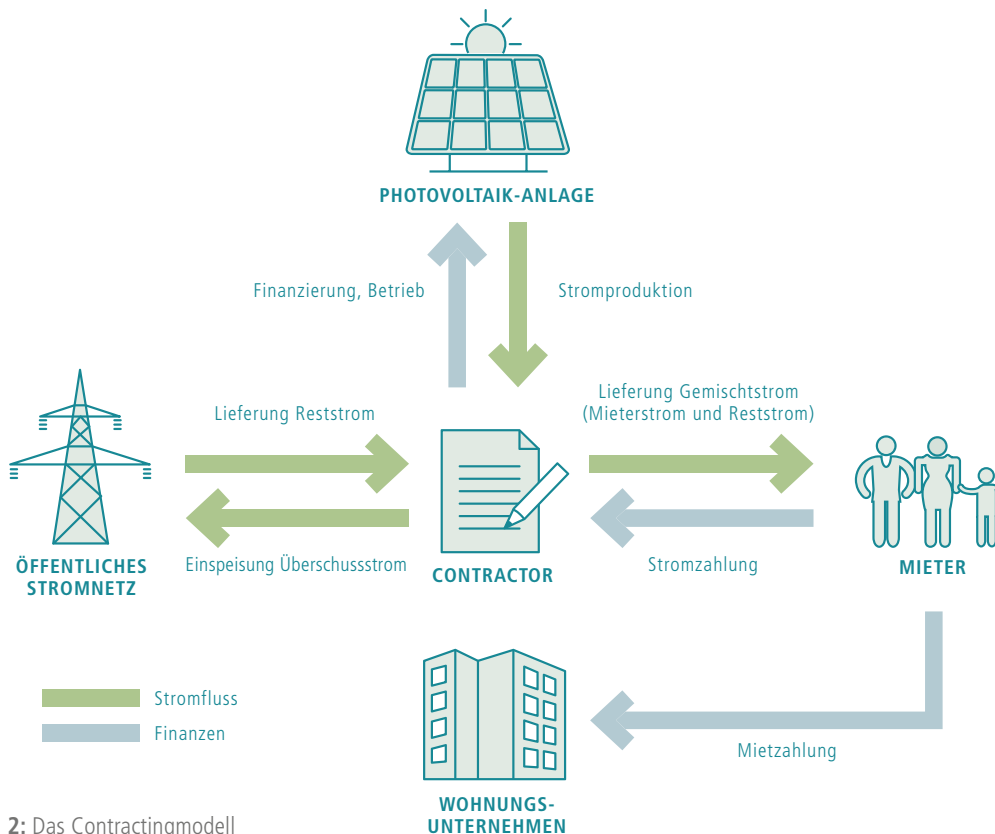 PHOTOVOLTAIK-ANLAGE
Finanzierung, Betrieb
Stromproduktion
Lieferung Reststrom
Lieferung Gemischtstrom
(Mieterstrom und Reststrom)
ÖFFENTLICHES
STROMNETZ
Einspeisung Überschussstrom
CONTRACTOR
Stromzahlung
MIETER
Stromfluss
Finanzen
Mietzahlung
WOHNUNGS-
UNTERNEHMEN
2: Das Contractingmodell